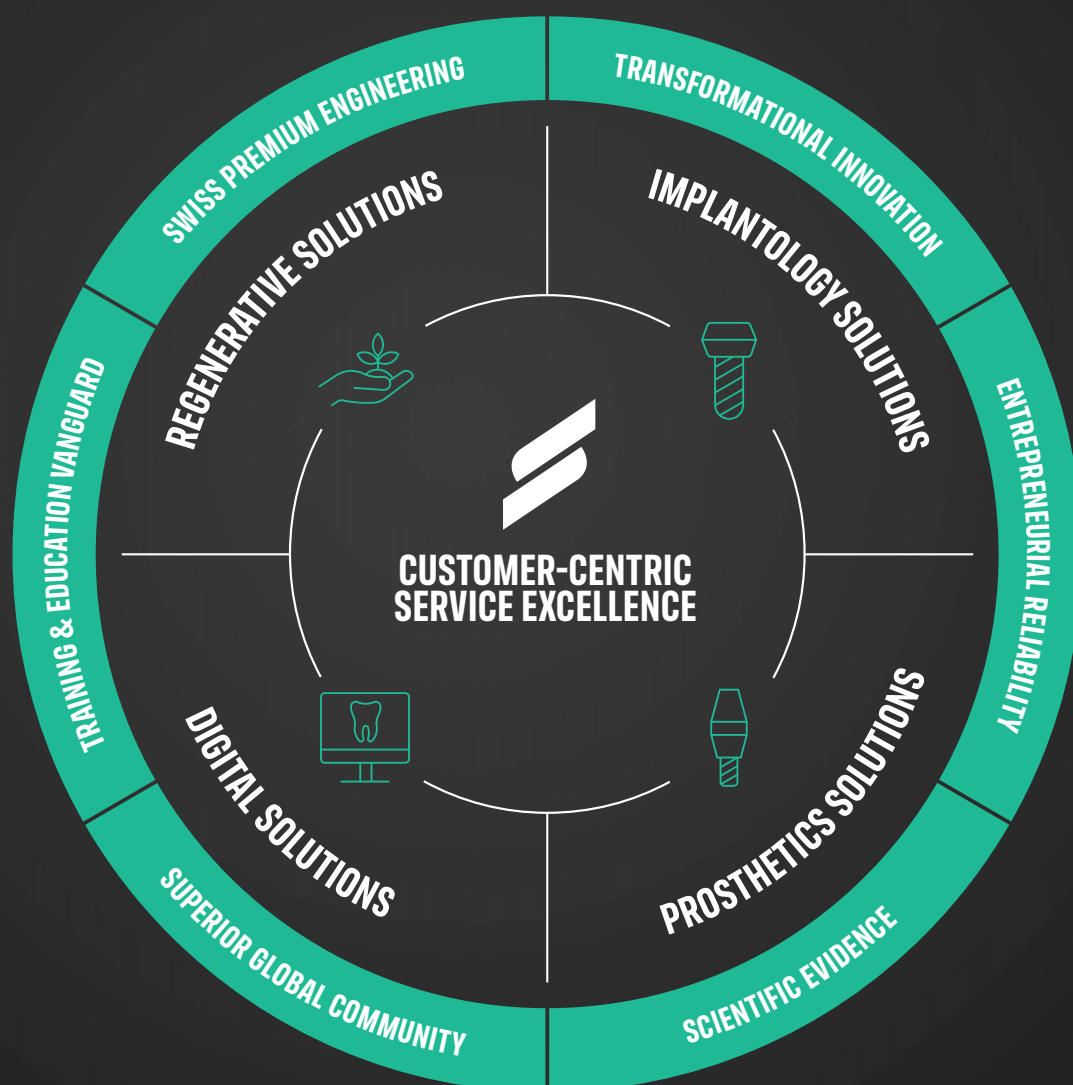 SWISS PREMIUM ENGINEERING
TRANSFORMATIONAL INNOVATION
REGENERATIVE SOLUTIONS
IMPLANTOLOGY SOLUTIONS
TRAINING & EDUCATION VANGUARD
ENTREPRENEURIAL RELIABILITY
CUSTOMER-CENTRIC
SERVICE EXCELLENCE
DIGITAL SOLUTIONS
PROSTHETICS SOLUTIONS
SUPERIOR GLOBAL COMMUNITY
SCIENTIFIC EVIDENCE